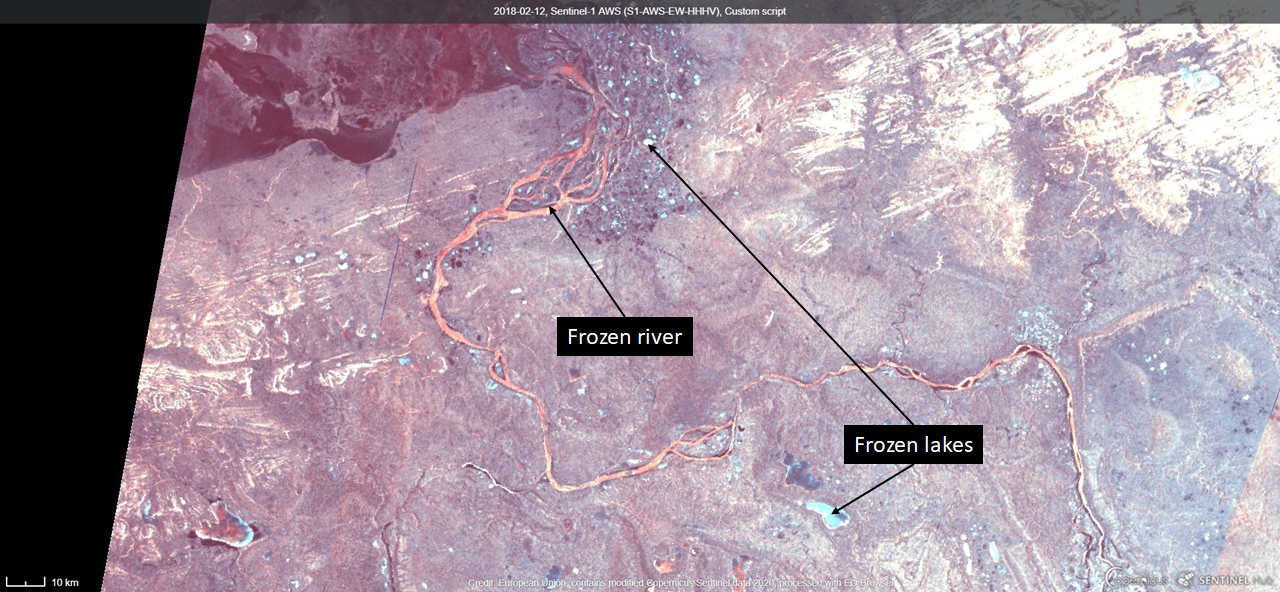 2018-02-12, Sentinel-1 AWS (S1-AWS-EW-HHHV), Custom script
Frozen river
Frozen lakes
10 km
Credit: European Union, contains modified Copernicus Sentinel data 2020, processed with EO Browser
opernicus SENTINEL Hub